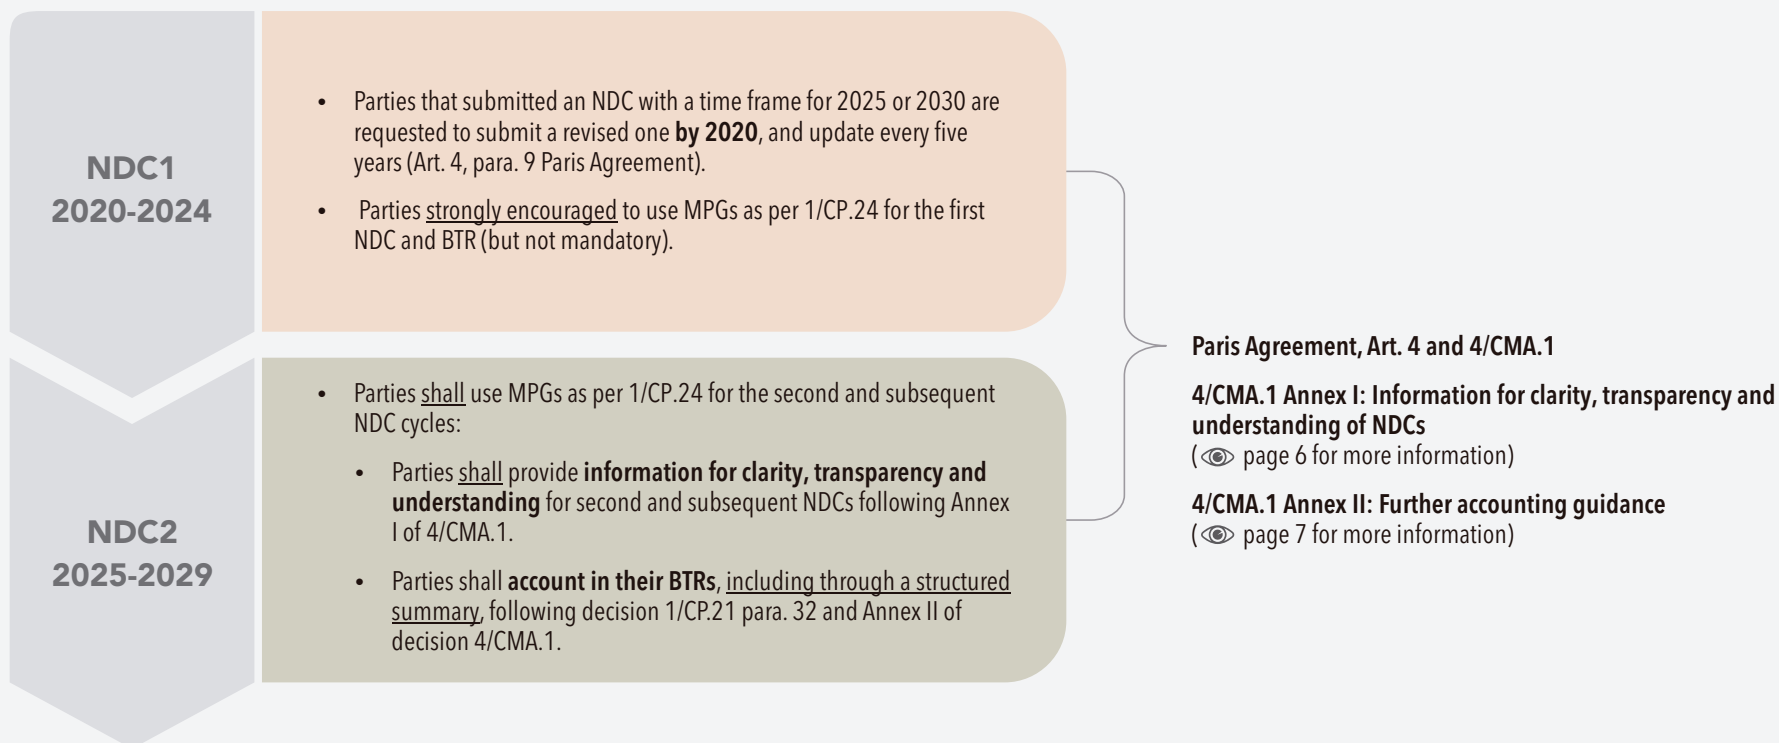 NDC1
2020-2024
• Parties that submitted an NDC with a time frame for 2025 or 2030 are
requested to submit a revised one by 2020, and update every five
years (Art. 4, para. 9 Paris Agreement).
• Parties strongly encouraged to use MPGs as per 1/CP.24 for the first
NDC and BTR (but not mandatory).
NDC2
2025-2029
• Parties shall use MPGs as per 1/CP.24 for the second and subsequent
NDC cycles:
• Parties shall provide information for clarity, transparency and
understanding for second and subsequent NDCs following Annex
I of 4/CMA.1.
• Parties shall account in their BTRs, including through a structured
summary, following decision 1/CP.21 para. 32 and Annex II of
decision 4/CMA.1.
Paris Agreement, Art. 4 and 4/CMA.1
4/CMA.1 Annex I: Information for clarity, transparency and
understanding of NDCs
( page 6 for more information)
4/CMA.1 Annex II: Further accounting guidance
( page 7 for more information)